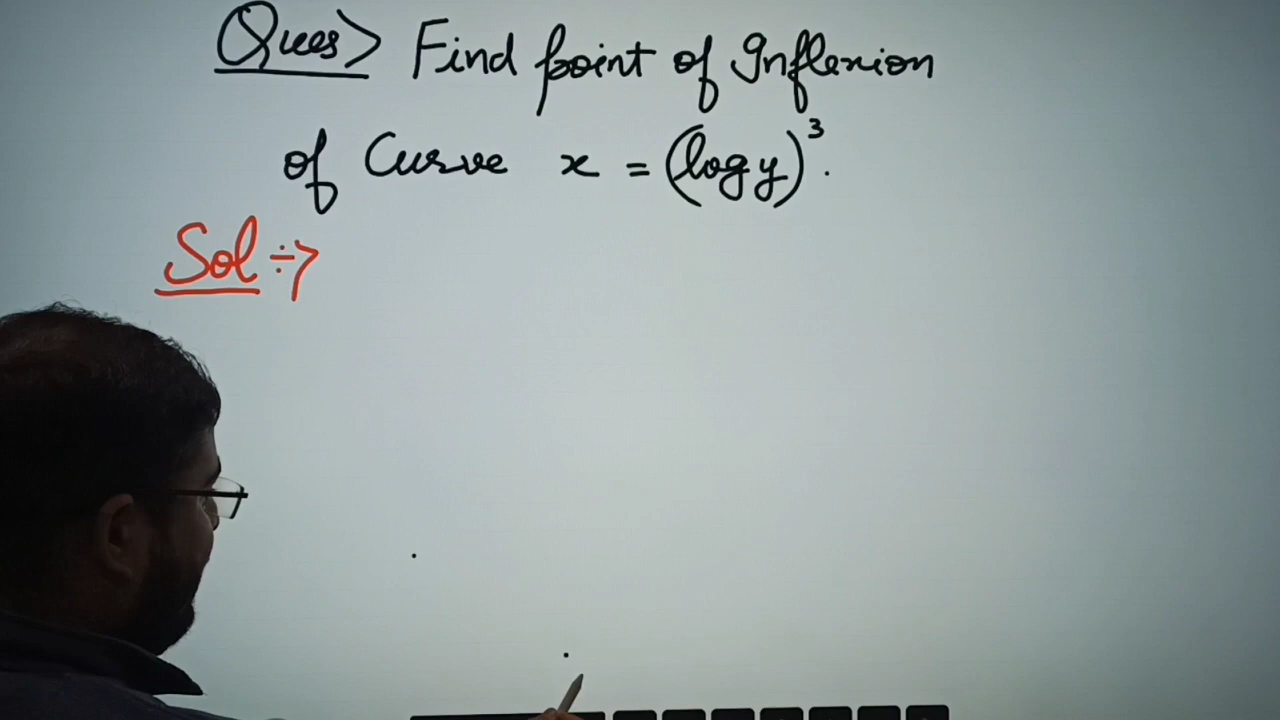 Ques> Find point of Inflexion
of Curve x = (log y)³.
Sol ÷>